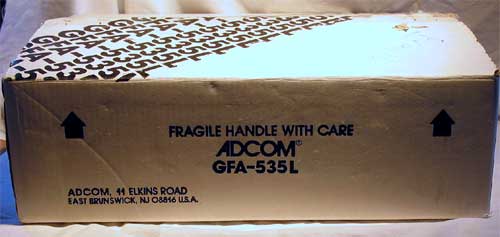 FRAGILE HANDLE WITH CARE
ADCOM®
GFA-535L
ADCOM, 11 ELKINS ROAD
EAST BRUNSWICK, NJ 08816 U.S.A.